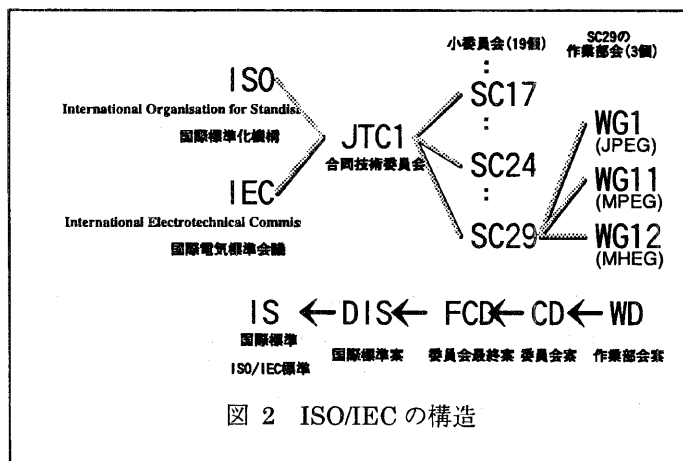 小委員会(19個)
SC29の
作業部会(3個)
ISO
International Organisation for Standis
国際標準化機構
JTC1
合同技術委員会
IEC
International Electrotechnical Commis
国際電気標準会議
SC17
SC24
SC29
WG1
(JPEG)
WG11
(MPEG)
WG12
(MHEG)
IS ← DIS ← FCD ← CD ← WD
国際標準 国際標準案 委員会最終案 委員会案 作業部会案
ISO/IEC標準
図 2 ISO/IEC の構造